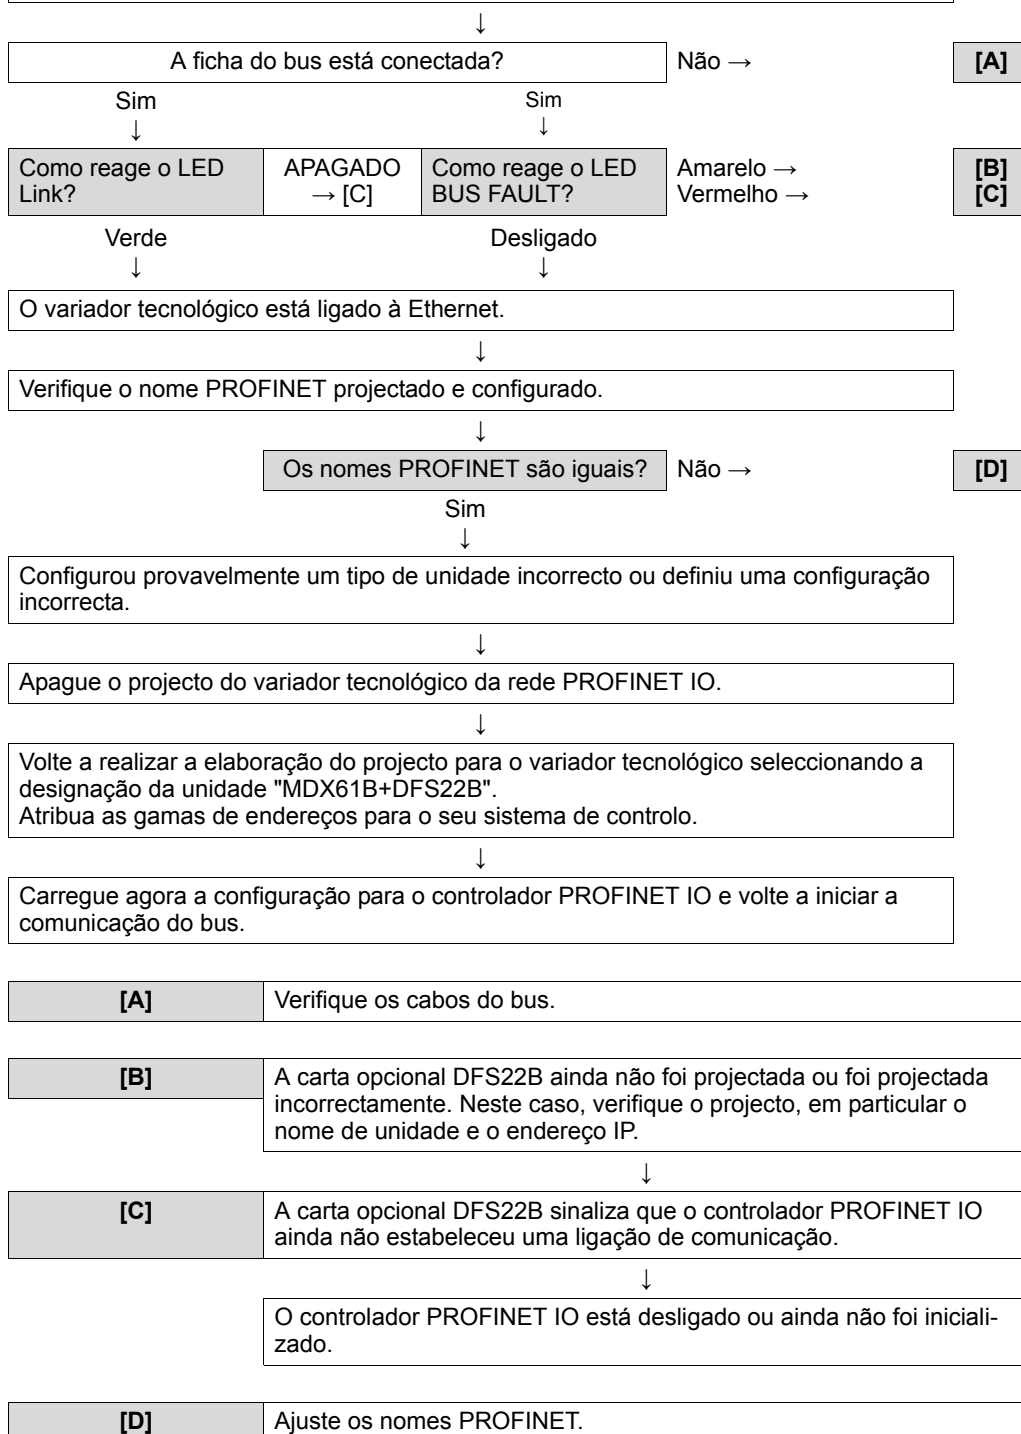 ↓
A ficha do bus está conectada? Não → [A]
Sim Sim
↓ ↓
Como reage o LED Link? APAGADO → [C] Como reage o LED BUS FAULT? Amarelo → [B]
Vermelho → [C]
Verde Desligado
↓ ↓
O variador tecnológico está ligado à Ethernet.
↓
Verifique o nome PROFINET projectado e configurado.
↓
Os nomes PROFINET são iguais? Não → [D]
Sim
↓
Configurou provavelmente um tipo de unidade incorrecto ou definiu uma configuração
incorrecta.
↓
Apague o projecto do variador tecnológico da rede PROFINET IO.
↓
Volte a realizar a elaboração do projecto para o variador tecnológico seleccionando a
designação da unidade "MDX61B+DFS22B".
Atribua as gamas de endereços para o seu sistema de controlo.
↓
Carregue agora a configuração para o controlador PROFINET IO e volte a iniciar a
comunicação do bus.
[A] Verifique os cabos do bus.
[B] A carta opcional DFS22B ainda não foi projectada ou foi projectada
incorrectamente. Neste caso, verifique o projecto, em particular o
nome de unidade e o endereço IP.
↓
[C] A carta opcional DFS22B sinaliza que o controlador PROFINET IO
ainda não estabeleceu uma ligação de comunicação.
↓
O controlador PROFINET IO está desligado ou ainda não foi iniciali-
zado.
[D] Ajuste os nomes PROFINET.